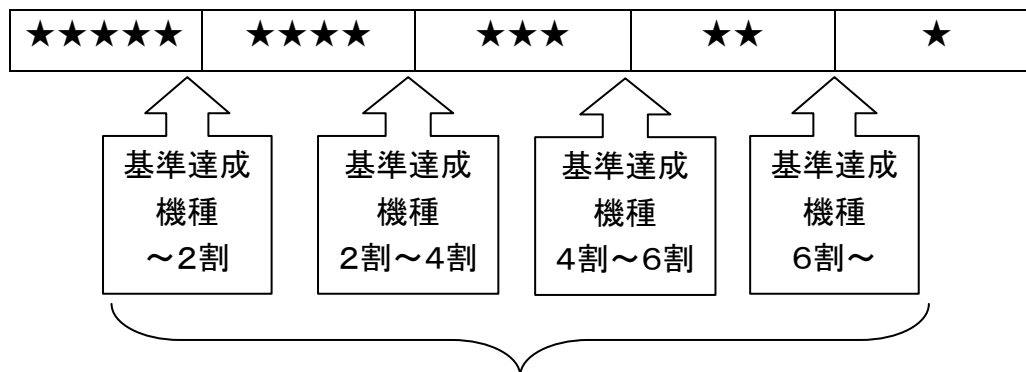 ★★★★★ ★★★★ ★★★ ★★ ★
基準達成
機種
～2割
基準達成
機種
2割～4割
基準達成
機種
4割～6割
基準達成
機種
6割～